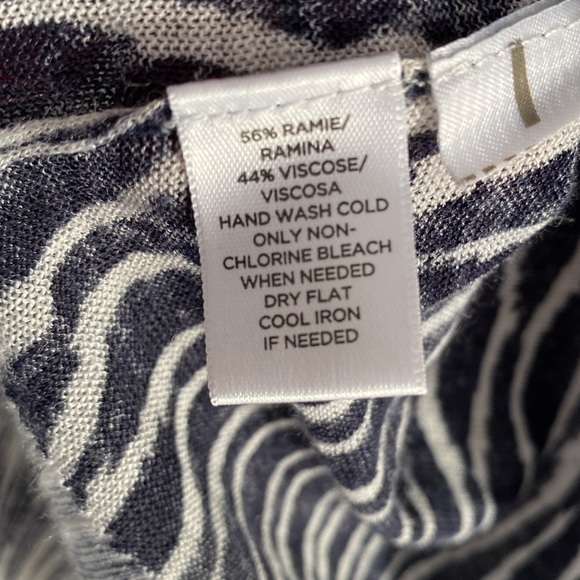 56% RAMIE/
RAMINA
44% VISCOSE/
VISCOSA
HAND WASH COLD
ONLY NON-
CHLORINE BLEACH
WHEN NEEDED
DRY FLAT
COOL IRON
IF NEEDED